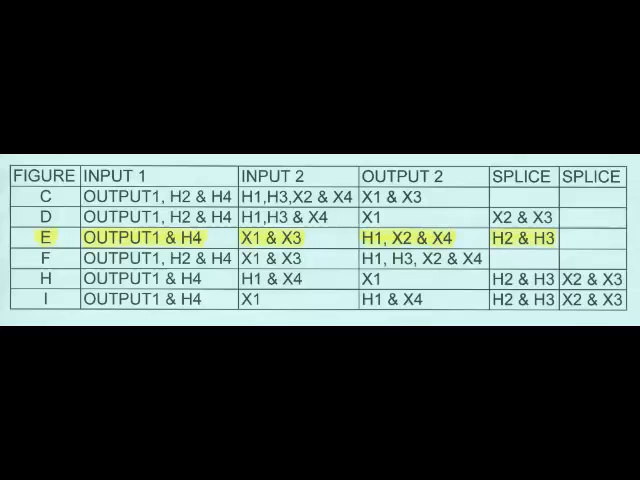 FIGURE INPUT 1 INPUT 2 OUTPUT 2 SPLICE SPLICE
C OUTPUT1, H2 & H4 H1,H3,X2 & X4 X1 & X3
D OUTPUT1, H2 & H4 H1,H3 & X4 X1 X2 & X3
E OUTPUT1 & H4 X1 & X3 H1, X2 & X4 H2 & H3
F OUTPUT1, H2 & H4 X1 & X3 H1, H3, X2 & X4
H OUTPUT1 & H4 H1 & X4 X1 H2 & H3 X2 & X3
I OUTPUT1 & H4 X1 H1 & X4 H2 & H3 X2 & X3